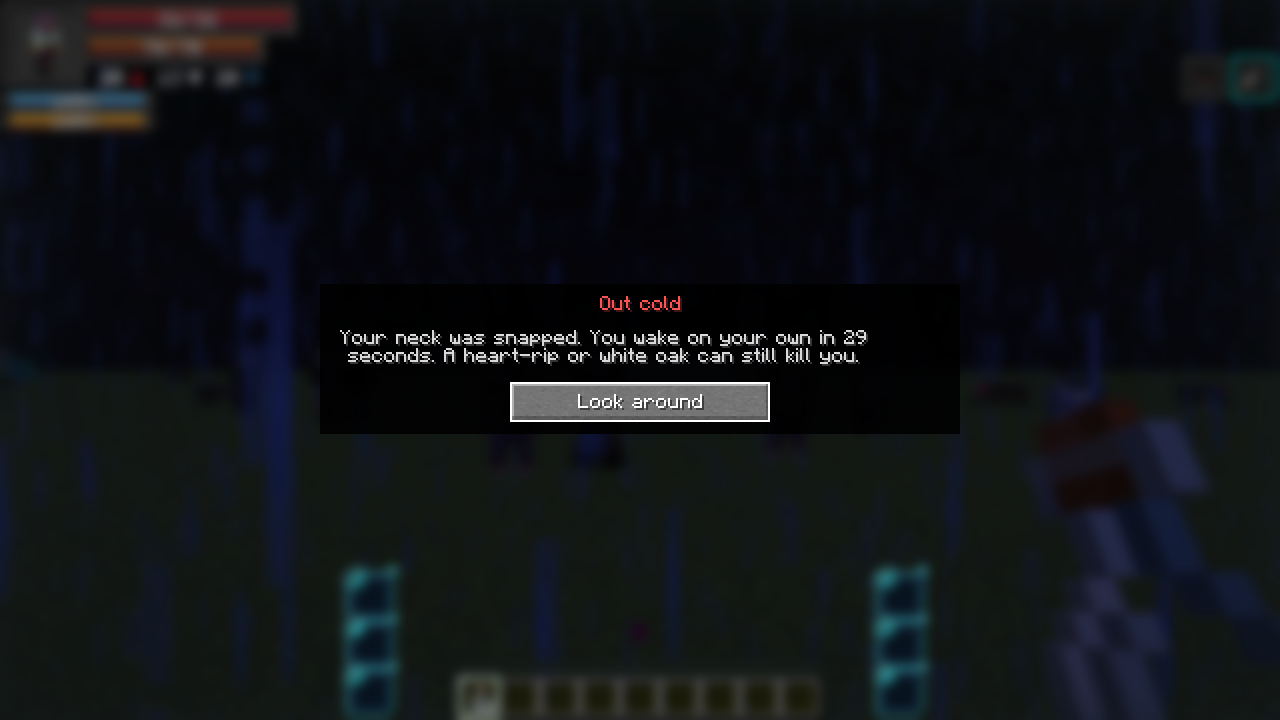 Out cold
Your neck was snapped. You wake on your own in 29
seconds. A heart-rip or white oak can still kill you.
Look around